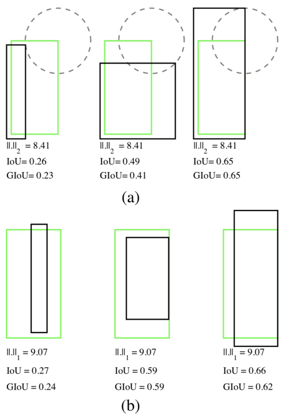 ||.||2 = 8.41 ||.||2 = 8.41 ||.||2 = 8.41
IoU= 0.26 IoU= 0.49 IoU= 0.65
GIoU= 0.23 GIoU= 0.41 GIoU= 0.65
(a)
||.||1 = 9.07 ||.||1 = 9.07 ||.||1 = 9.07
IoU = 0.27 IoU = 0.59 IoU = 0.66
GIoU = 0.24 GIoU = 0.59 GIoU = 0.62
(b)